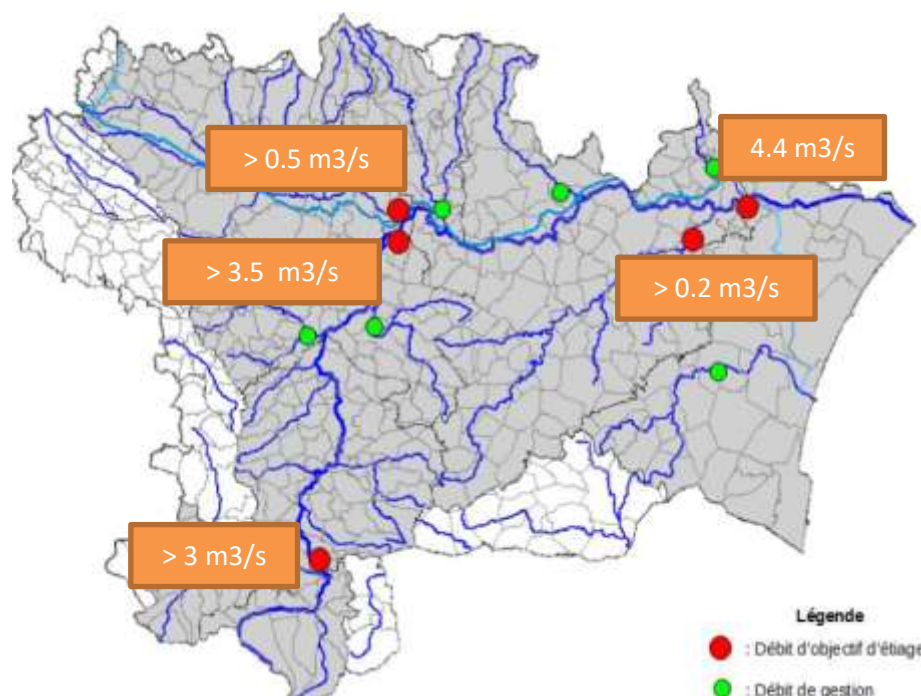 > 0.5 m3/s
4.4 m3/s
> 3.5 m3/s
> 0.2 m3/s
> 3 m3/s
Légende
: Débit d'objectif d'étiage
: Débit de gestion